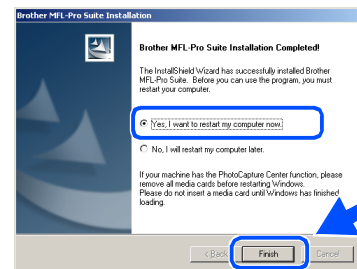 Brother MFL-Pro Suite Installation
Brother MFL-Pro Suite Installation Completed!
The InstallShield Wizard has successfully installed Brother
MFL-Pro Suite. Before you can use the program, you must
restart your computer.
Yes, I want to restart my computer now.
No, I will restart my computer later.
If your machine has the PhotoCapture Center function, please
remove all media cards before restarting Windows.
Please do not insert a media card until Windows has finished
loading.
< Back Finish Cancel